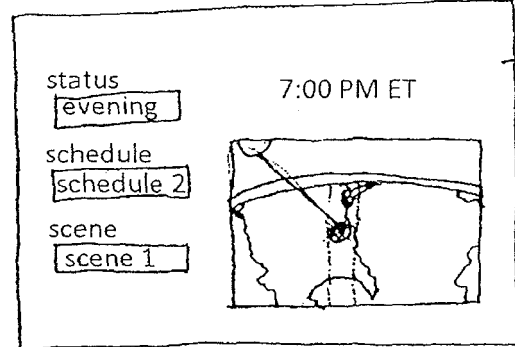 status
evening
7:00 PM ET
schedule
schedule 2
scene
scene 1